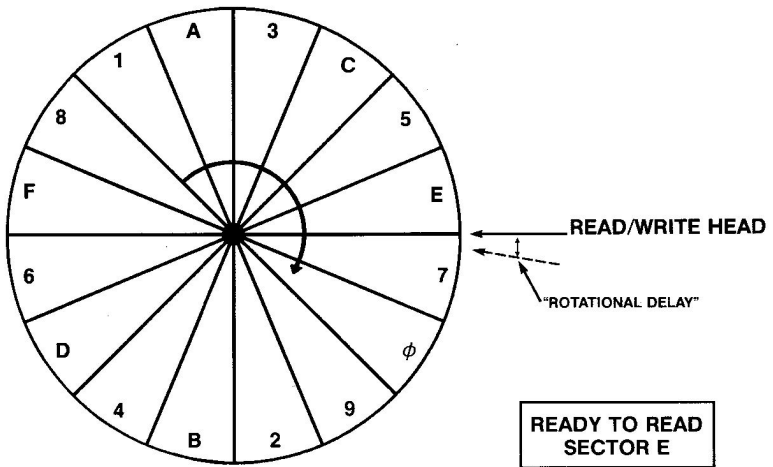 A
3
1
C
8
5
F
E
READ/WRITE HEAD
6
7
"ROTATIONAL DELAY"
D
ϕ
4
9
B
2
READY TO READ
SECTOR E